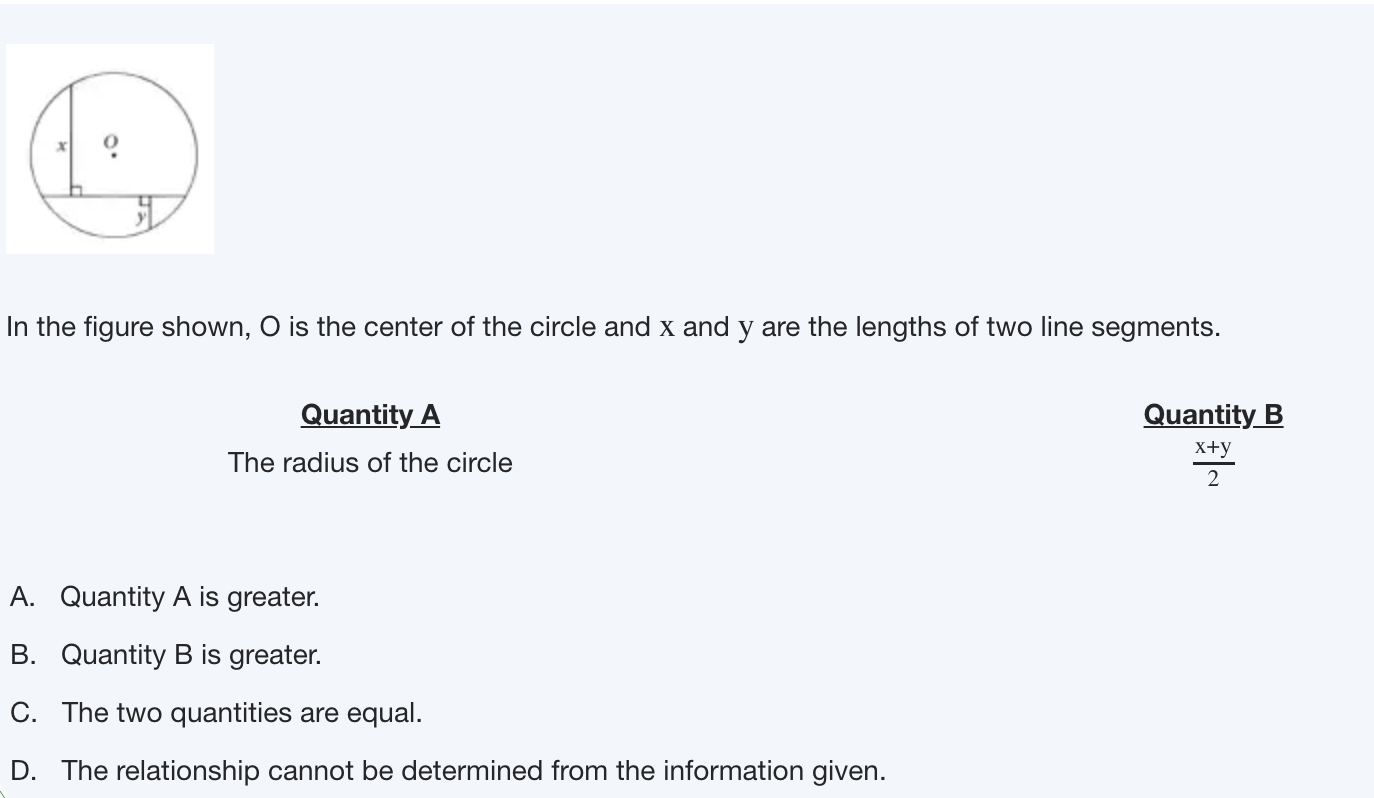 O
x
y
In the figure shown, O is the center of the circle and x and y are the lengths of two line segments.
Quantity A
The radius of the circle
Quantity B
x+y
2
A. Quantity A is greater.
B. Quantity B is greater.
C. The two quantities are equal.
D. The relationship cannot be determined from the information given.